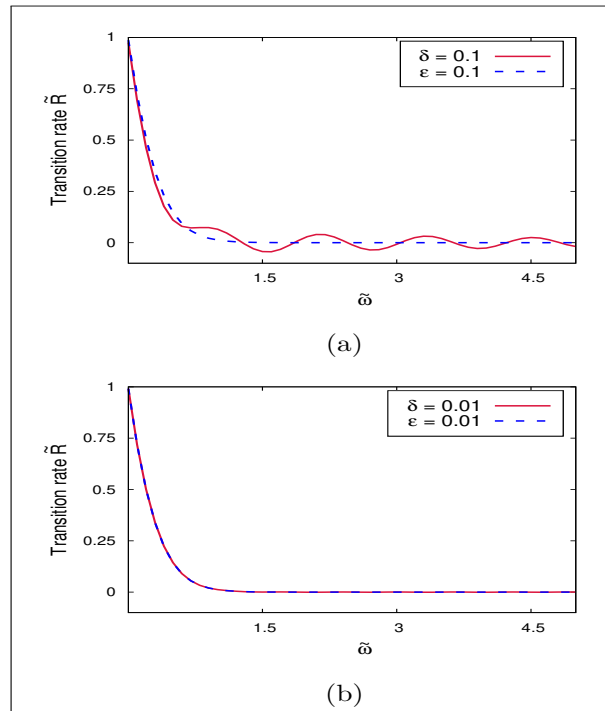 1
0.75
0.5
0.25
0
Transition rate R̃
δ = 0.1
ε = 0.1
1.5 3 4.5
ω̃
(a)
1
0.75
0.5
0.25
0
Transition rate R̃
δ = 0.01
ε = 0.01
1.5 3 4.5
ω̃
(b)